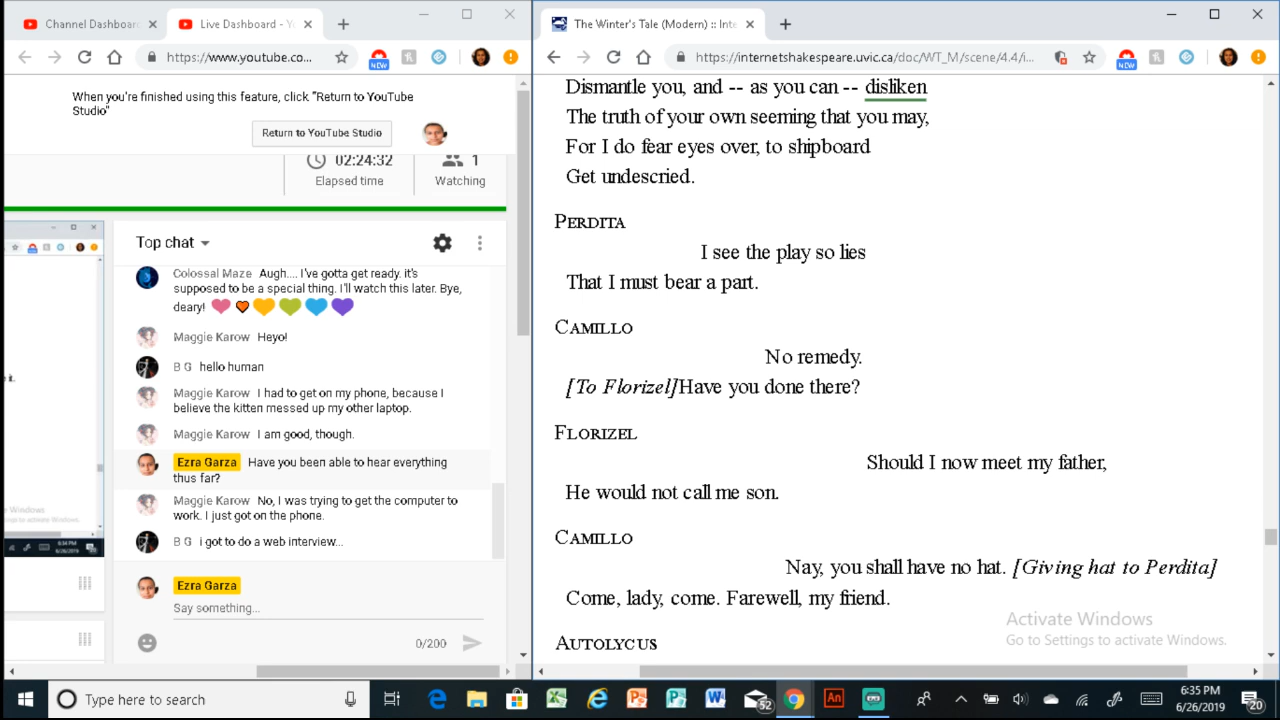 Channel Dashboard
Live Dashboard - Yo
The Winter's Tale (Modern) :: Inte
https://www.youtube.co...
NEW
https://internetshakespeare.uvic.ca/doc/WT_M/scene/4.4/i...
NEW
When you're finished using this feature, click "Return to YouTube
Studio"
Return to YouTube Studio
02:24:32
Elapsed time
1
Watching
Top chat
Colossal Maze Augh.... I've gotta get ready. it's
supposed to be a special thing. I'll watch this later. Bye,
deary!
Maggie Karow Heyo!
B G hello human
Maggie Karow I had to get on my phone, because I
believe the kitten messed up my other laptop.
Maggie Karow I am good, though.
Ezra Garza Have you been able to hear everything
thus far?
Maggie Karow No, I was trying to get the computer to
work. I just got on the phone.
B G i got to do a web interview...
Ezra Garza
Say something...
0/200
Dismantle you, and -- as you can -- disliken
The truth of your own seeming that you may,
For I do fear eyes over, to shipboard
Get undescried.
PERDITA
I see the play so lies
That I must bear a part.
CAMILLO
No remedy.
[To Florizel]Have you done there?
FLORIZEL
Should I now meet my father,
He would not call me son.
CAMILLO
Nay, you shall have no hat. [Giving hat to Perdita]
Come, lady, come. Farewell, my friend.
AUTOLYCUS
Activate Windows
Go to Settings to activate Windows.
Type here to search
52
An
6:35 PM
6/26/2019
20